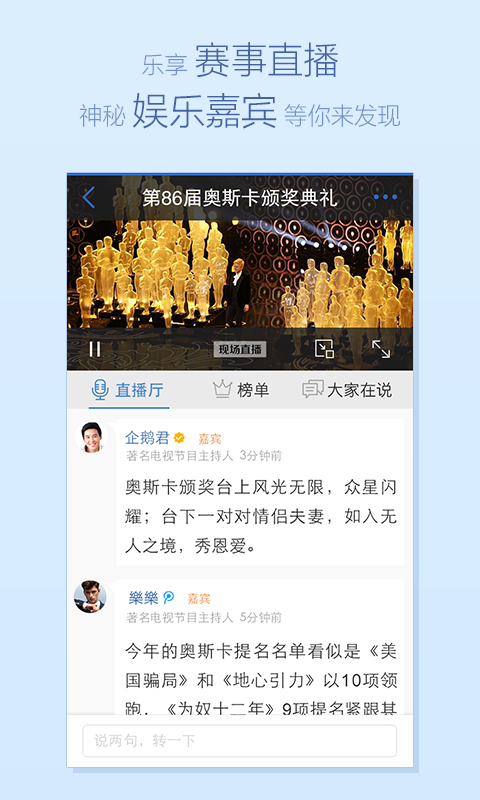 乐享 赛事直播
神秘 娱乐嘉宾 等你来发现
第86届奥斯卡颁奖典礼
现场直播
直播厅 榜单 大家在说
企鹅君 嘉宾
著名电视节目主持人 3分钟前
奥斯卡颁奖台上风光无限，众星闪
耀；台下一对对情侣夫妻，如入无
人之境，秀恩爱。
樂樂 嘉宾
著名电视节目主持人 5分钟前
今年的奥斯卡提名名单看似是《美
国骗局》和《地心引力》以10项领
跑，《为奴十二年》9项提名紧跟其
说两句，转一下